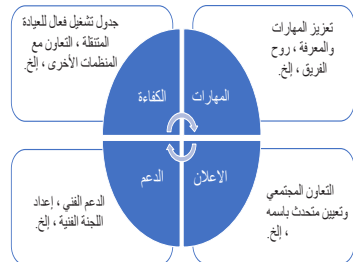 تعزيز المهارات
والمعرفة ، روح
الفريق ، إلخ.
جدول تشغيل فعال للعيادة
المتنقلة ، التعاون مع
المنظمات الأخرى ، إلخ.
المهارات
الكفاءة
الاعلان
الدعم
التعاون المجتمعي
وتعيين متحدث باسمه
، إلخ.
الدعم الفني ، إعداد
اللجنة الفنية ، إلخ.